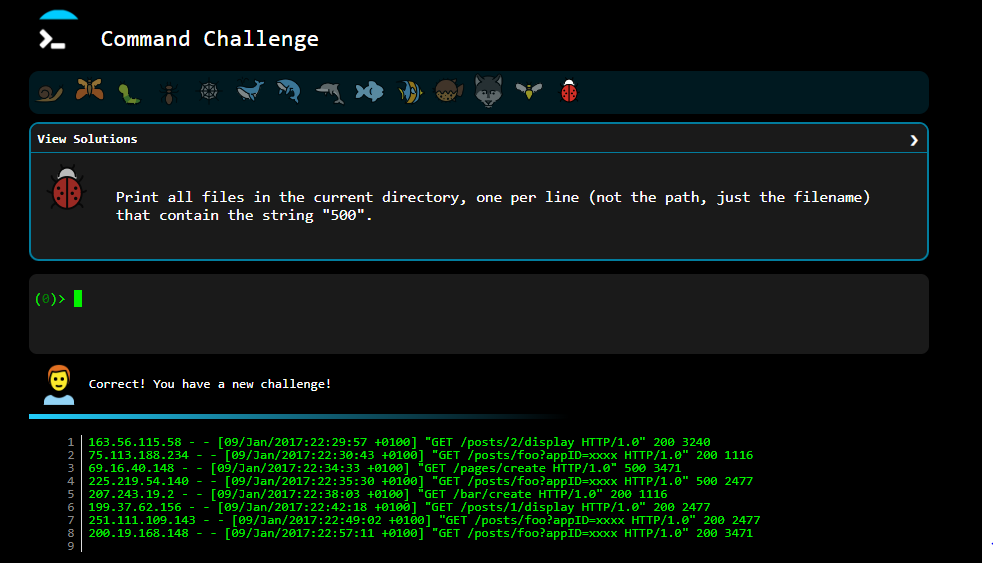 Command Challenge
View Solutions ❯
Print all files in the current directory, one per line (not the path, just the filename)
that contain the string "500".
(0)>
Correct! You have a new challenge!
1 163.56.115.58 - - [09/Jan/2017:22:29:57 +0100] "GET /posts/2/display HTTP/1.0" 200 3240
2 75.113.188.234 - - [09/Jan/2017:22:30:43 +0100] "GET /posts/foo?appID=xxxx HTTP/1.0" 200 1116
3 69.16.40.148 - - [09/Jan/2017:22:34:33 +0100] "GET /pages/create HTTP/1.0" 500 3471
4 225.219.54.140 - - [09/Jan/2017:22:35:30 +0100] "GET /posts/foo?appID=xxxx HTTP/1.0" 500 2477
5 207.243.19.2 - - [09/Jan/2017:22:38:03 +0100] "GET /bar/create HTTP/1.0" 200 1116
6 199.37.62.156 - - [09/Jan/2017:22:42:18 +0100] "GET /posts/1/display HTTP/1.0" 200 2477
7 251.111.109.143 - - [09/Jan/2017:22:49:02 +0100] "GET /posts/foo?appID=xxxx HTTP/1.0" 200 2477
8 200.19.168.148 - - [09/Jan/2017:22:57:11 +0100] "GET /posts/foo?appID=xxxx HTTP/1.0" 200 3471
9